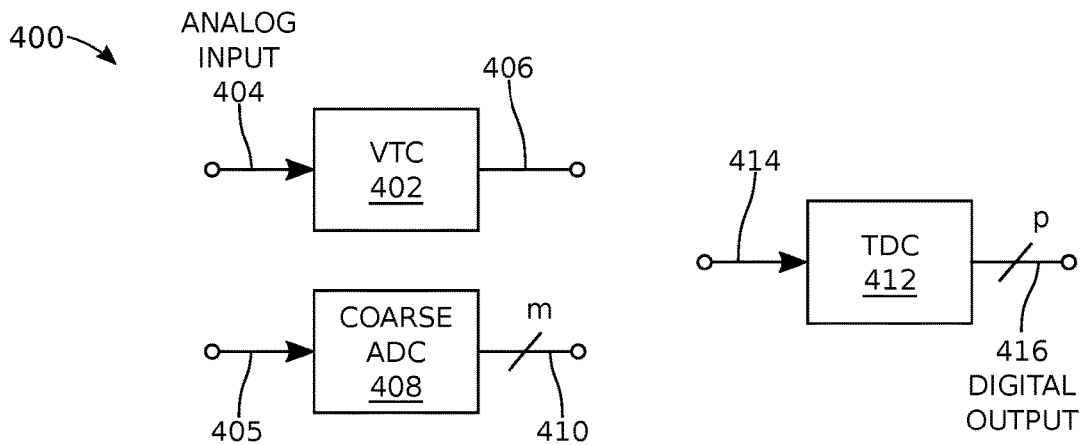 400
ANALOG
INPUT
404
406
VTC
402
414
TDC
412
p
416
DIGITAL
OUTPUT
COARSE
ADC
408
m
405
410